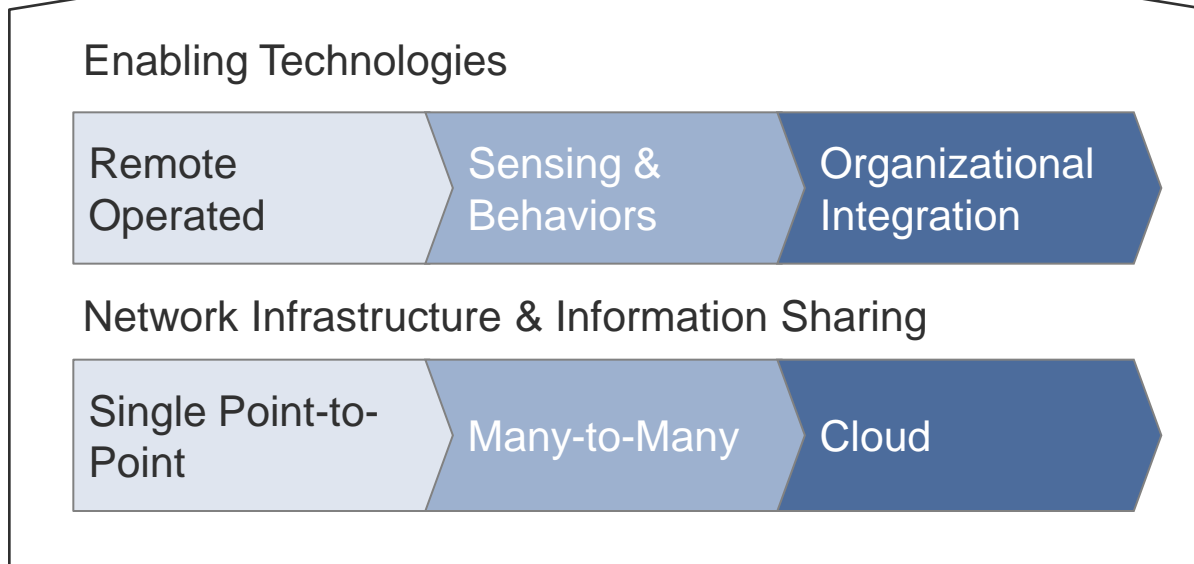 Enabling Technologies
Remote
Operated
Sensing &
Behaviors
Organizational
Integration
Network Infrastructure & Information Sharing
Single Point-to-
Point
Many-to-Many
Cloud